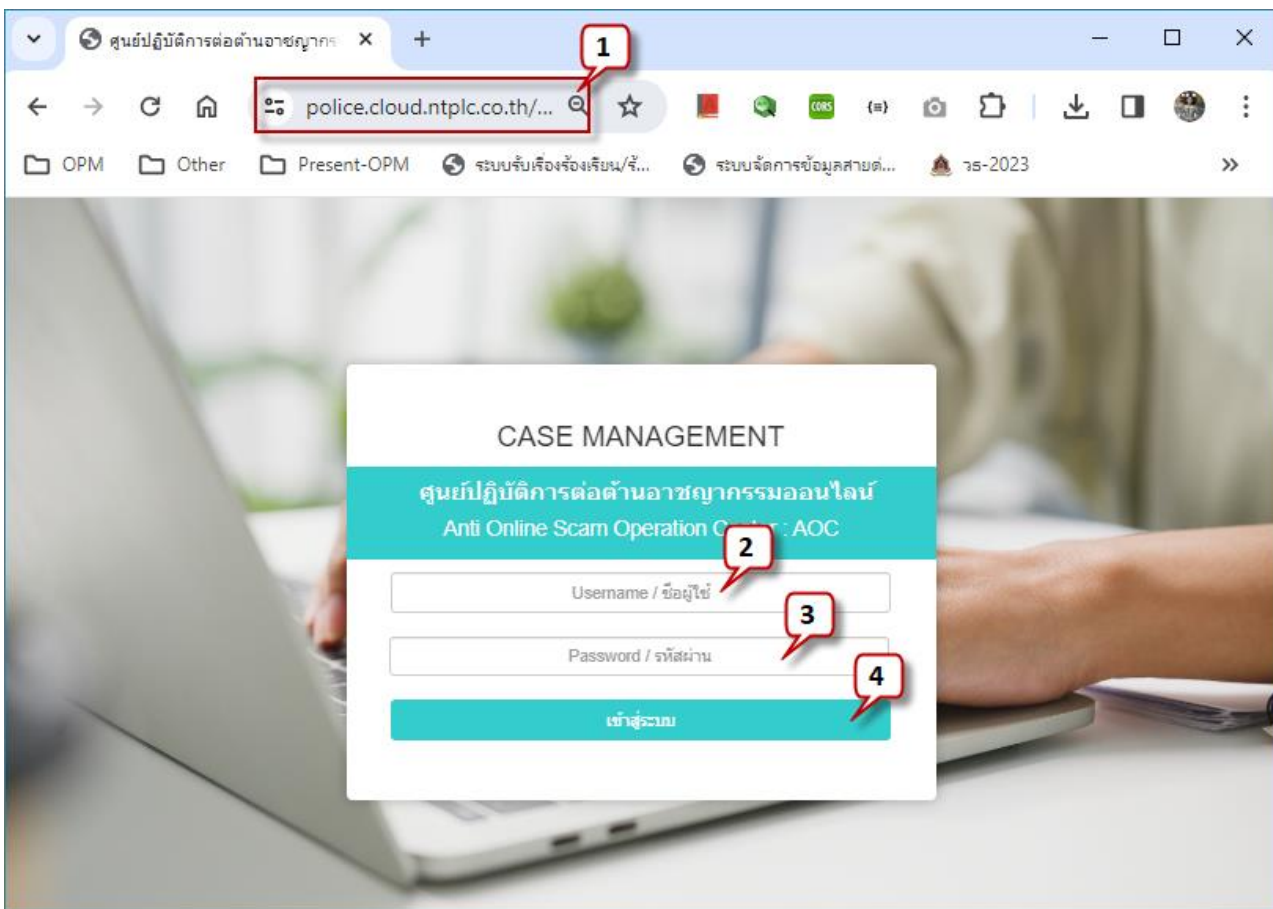 ศูนย์ปฏิบัติการต่อต้านอาชญากร
1
police.cloud.ntplc.co.th/...
CORS
{=}
OPM
Other
Present-OPM
ระบบรับเรื่องร้องเรียน/ร้...
ระบบจัดการข้อมูลสายด่...
วธ-2023
CASE MANAGEMENT
ศูนย์ปฏิบัติการต่อต้านอาชญากรรมออนไลน์
Anti Online Scam Operation Center : AOC
2
Username / ชื่อผู้ใช้
3
Password / รหัสผ่าน
4
เข้าสู่ระบบ